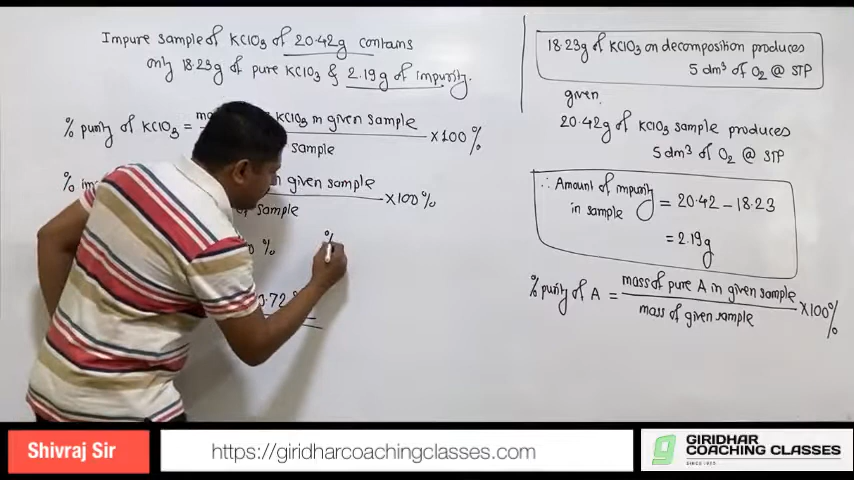 Impure sample of KClO3 of 20.42g contains
only 18.23g of pure KClO3 & 2.19g of impurity.
% purity of KClO3 = KClO3 in given sample × 100 %
sample
in given sample × 100 %
of sample
%
%
.72
18.23g of KClO3 on decomposition produces
5 dm³ of O2 @ STP
given.
20.42g of KClO3 sample produces
5 dm³ of O2 @ STP
∴ Amount of impurity
in sample = 20.42 – 18.23
= 2.19g
% purity of A = mass of pure A in given sample × 100%
mass of given sample
Shivraj Sir
https://giridharcoachingclasses.com
GIRIDHAR
COACHING CLASSES